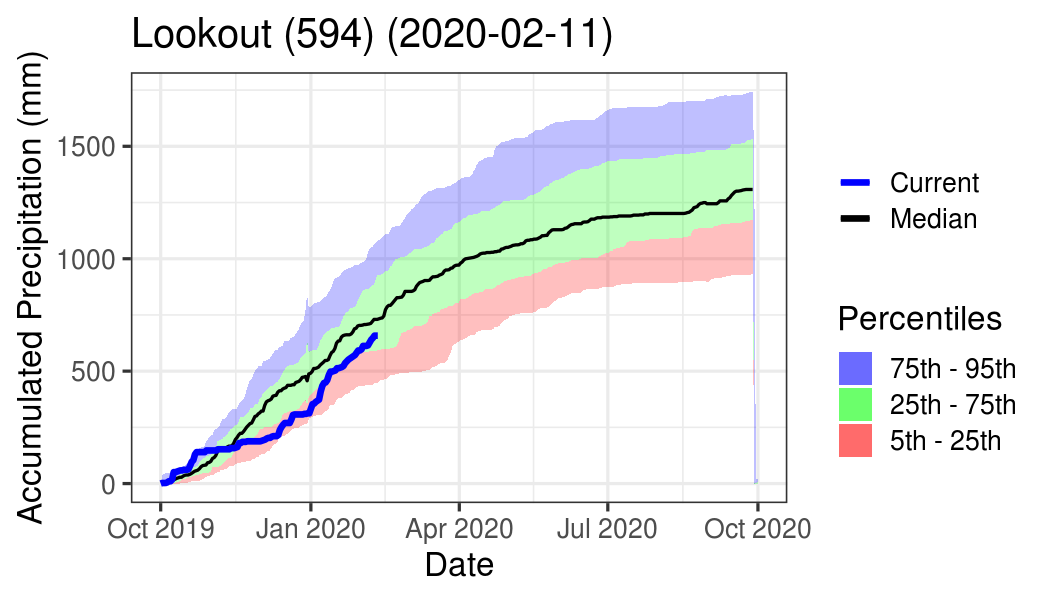 Lookout (594) (2020-02-11)
Accumulated Precipitation (mm)
1500
1000
500
0
Oct 2019 Jan 2020 Apr 2020 Jul 2020 Oct 2020
Date
Current
Median
Percentiles
75th - 95th
25th - 75th
5th - 25th